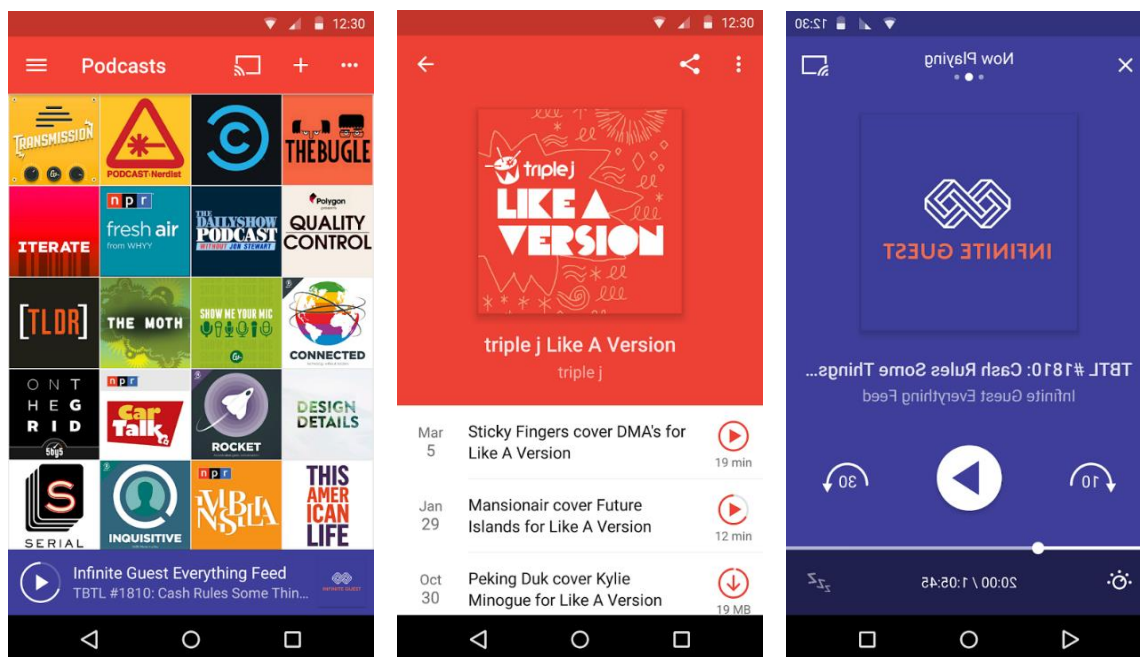 12:30
Podcasts
TRANSMISSION
PODCAST·Nerdist
THE BUGLE
ITERATE
npr
fresh air
from WHYY
THE
DAILY SHOW
PODCAST
WITHOUT JON STEWART
Polygon
QUALITY
CONTROL
[TLDR]
THE MOTH
SHOW ME YOUR MIC
CONNECTED
ON T
HE G
RID
5by5
npr
Car
Talk
ROCKET
DESIGN
DETAILS
S
SERIAL
INQUISITIVE
npr
INVISIBILIA
THIS
AMER
ICAN
LIFE
Infinite Guest Everything Feed
TBTL #1810: Cash Rules Some Thin...
INFINITE GUEST
12:30
triple j
LIKE A
VERSION
triple j Like A Version
triple j
Mar
5
Sticky Fingers cover DMA's for
Like A Version
19 min
Jan
29
Mansionair cover Future
Islands for Like A Version
12 min
Oct
30
Peking Duk cover Kylie
Minogue for Like A Version
19 MB
12:30
Now Playing
INFINITE GUEST
TBTL #1810: Cash Rules Some Things...
Infinite Guest Everything Feed
30
10
zzz
20:00 / 1:05:45